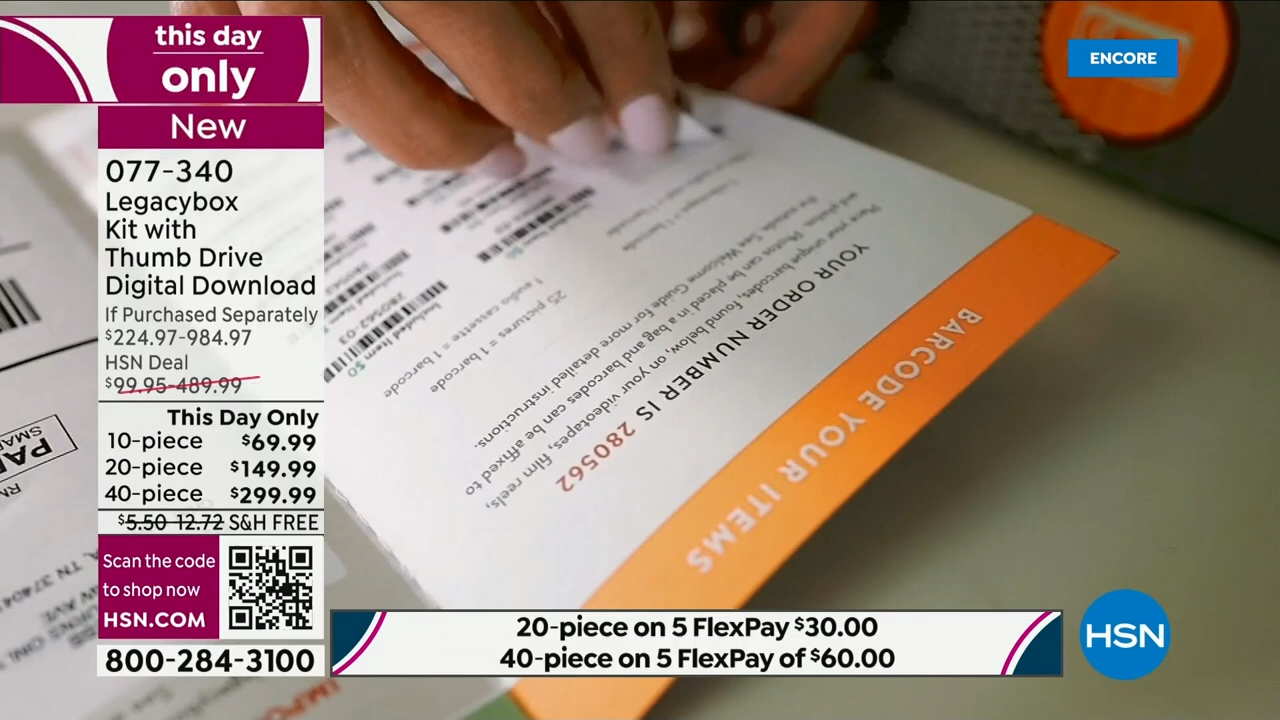 this day
only
New
077-340
Legacybox
Kit with
Thumb Drive
Digital Download
If Purchased Separately
$224.97-984.97
HSN Deal
$99.95-489.99
This Day Only
10-piece $69.99
20-piece $149.99
40-piece $299.99
$5.50-12.72 S&H FREE
Scan the code
to shop now
HSN.COM
800-284-3100
ENCORE
BARCODE YOUR ITEMS
YOUR ORDER NUMBER IS 280562
Place your unique barcodes, found below, on your videotapes, film reels,
and photos. Photos can be placed in a bag and barcodes can be affixed to
the outside. See Welcome Guide for more detailed instructions.
1 audio cassette = 1 barcode
25 pictures = 1 barcode
280562-03
20-piece on 5 FlexPay $30.00
40-piece on 5 FlexPay of $60.00
HSN